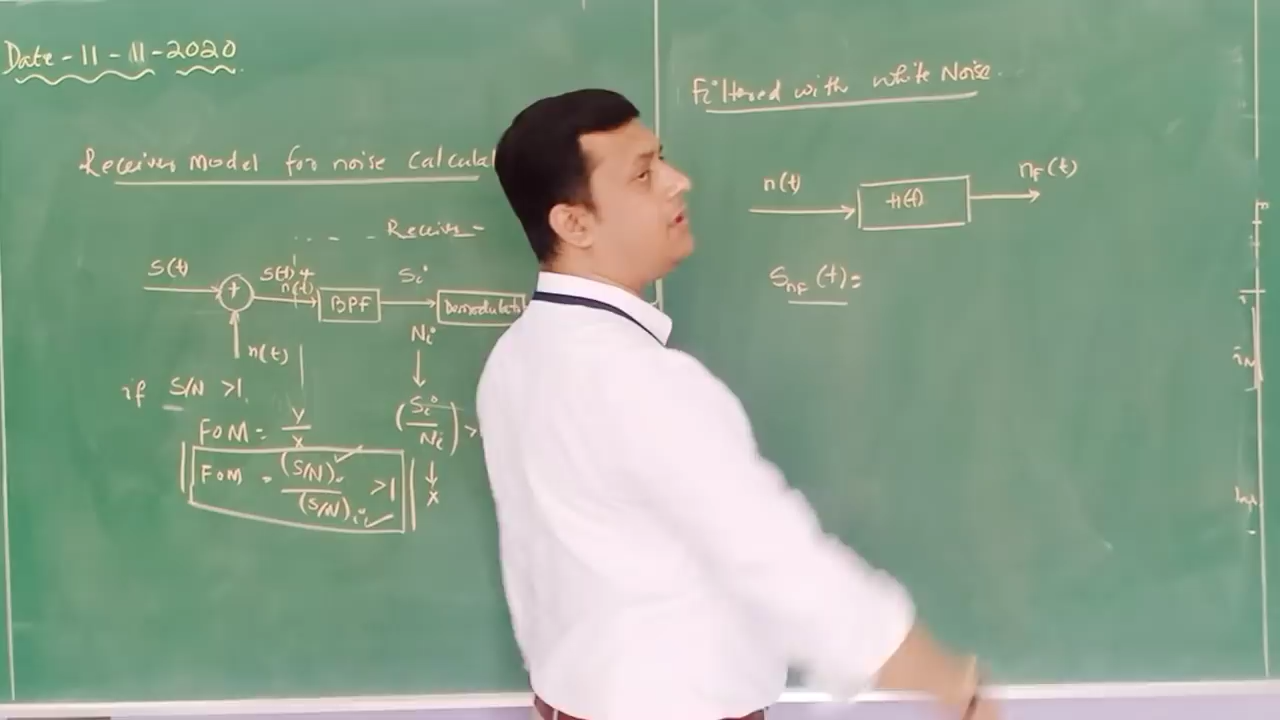 Date - 11 - 11 - 2020
Receiver Model for noise Calculat
Receiver
S(t)
S(t) +
n(t)
+
BPF
Si
Demodulato
Ni
n(t)
if S/N >1.
FOM = Y/X
(Si/Ni) >
FOM = (S/N)o/(S/N)i >1
x
Filtered with white Noise.
n(t)
H(f)
nF(t)
SnF (t) =